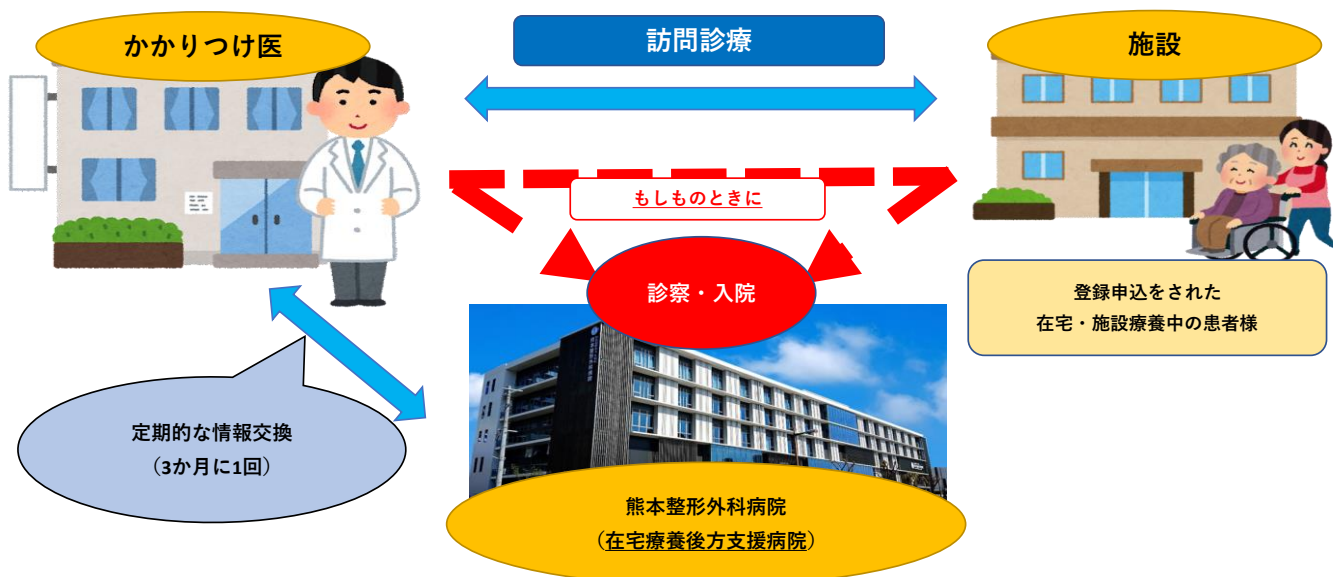 かかりつけ医
訪問診療
施設
もしものときに
診察・入院
登録申込をされた
在宅・施設療養中の患者様
定期的な情報交換
（3か月に1回）
熊本整形外科病院
（在宅療養後方支援病院）